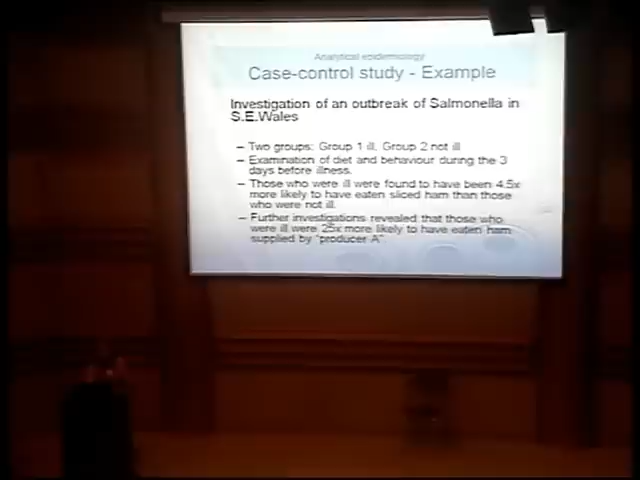 Analytical epidemiology
Case-control study - Example
Investigation of an outbreak of Salmonella in
S.E.Wales
– Two groups: Group 1 ill, Group 2 not ill
– Examination of diet and behaviour during the 3
days before illness.
– Those who were ill were found to have been 4.5x
more likely to have eaten sliced ham than those
who were not ill.
– Further investigations revealed that those who
were ill were 25x more likely to have eaten ham
supplied by "producer A".